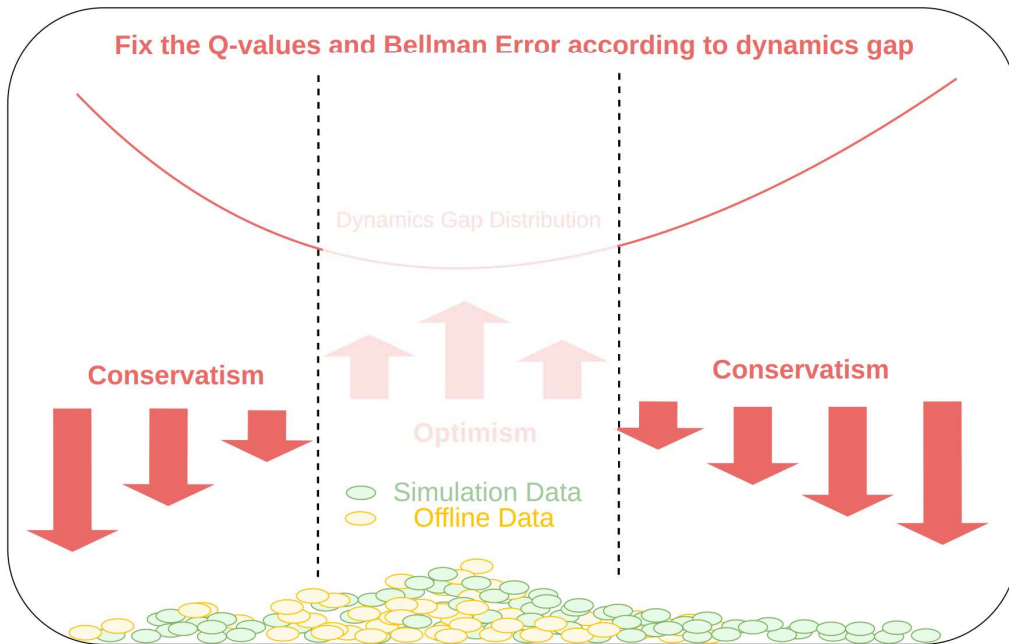 Fix the Q-values and Bellman Error according to dynamics gap
Dynamics Gap Distribution
Conservatism
Conservatism
Optimism
Simulation Data
Offline Data